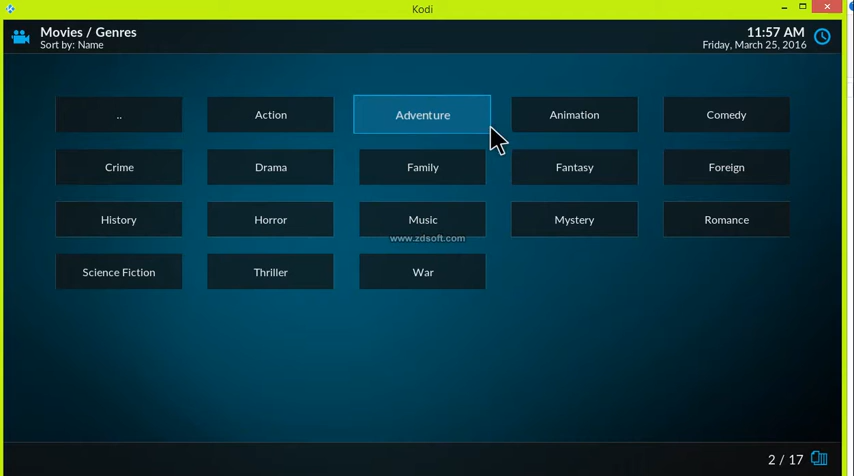 Kodi
Movies / Genres
Sort by: Name
11:57 AM
Friday, March 25, 2016
.. Action Adventure Animation Comedy
Crime Drama Family Fantasy Foreign
History Horror Music Mystery Romance
www.zdsoft.com
Science Fiction Thriller War
2 / 17